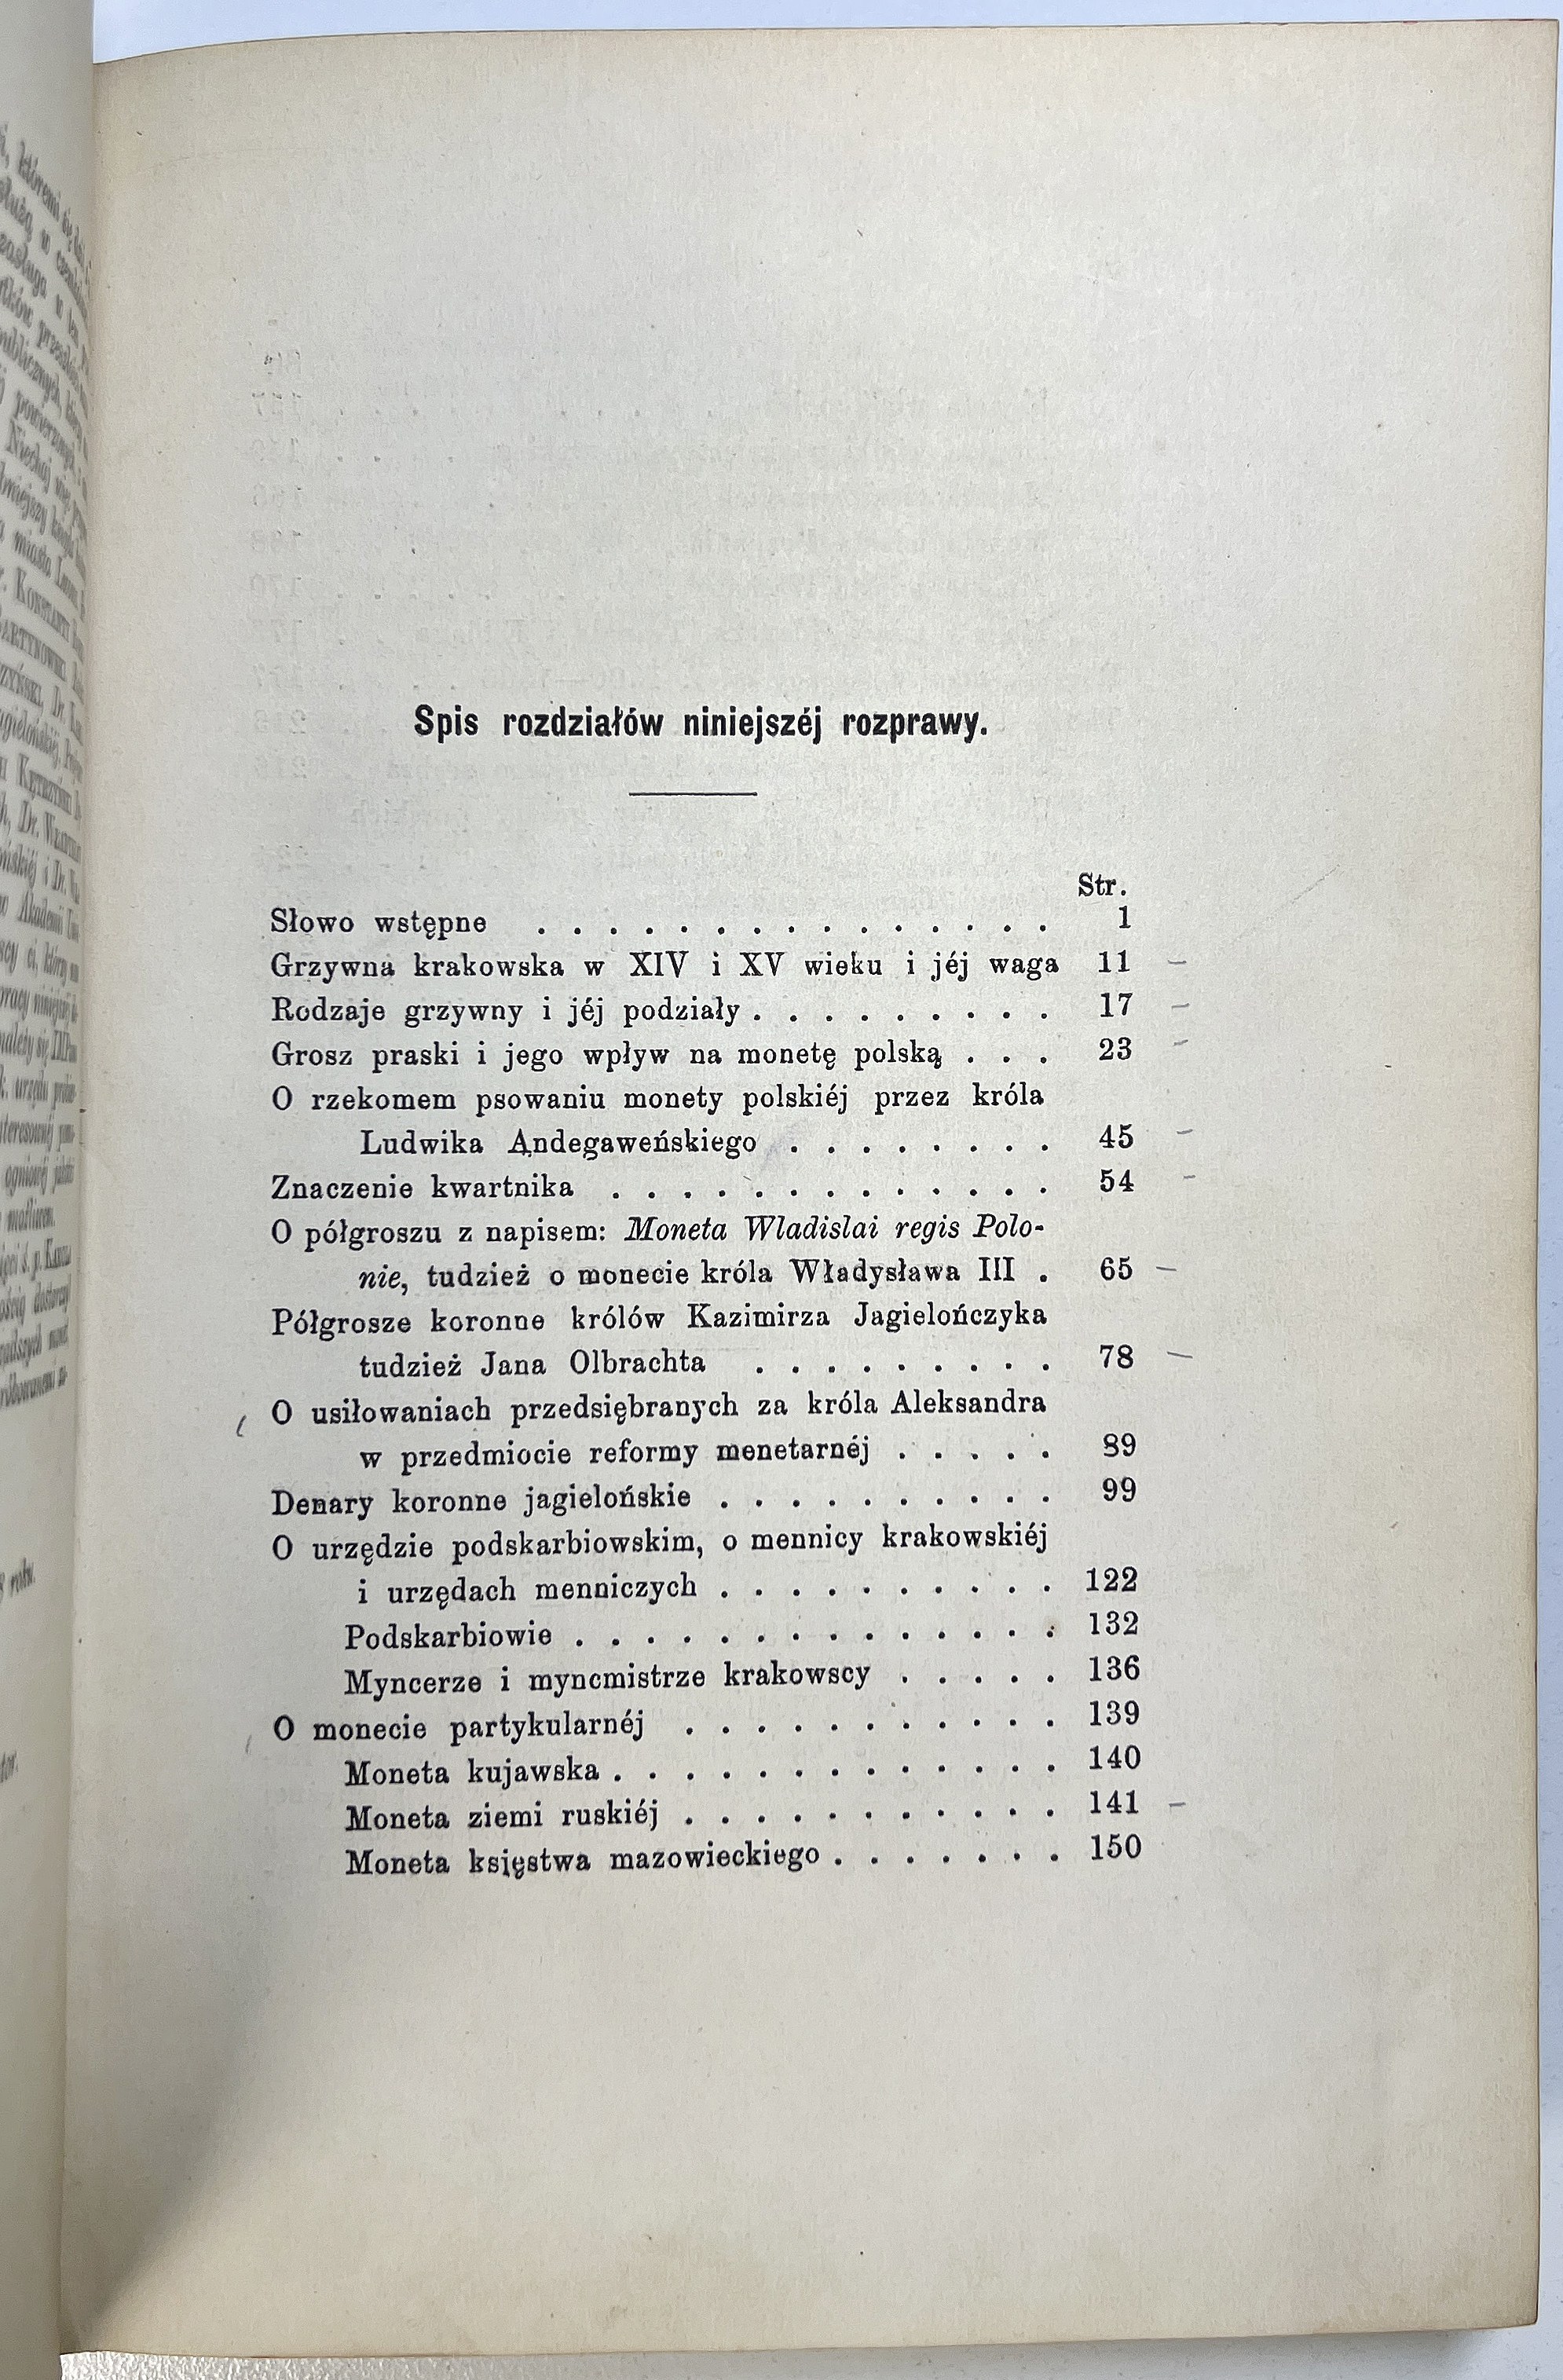 Spis rozdziałów niniejszéj rozprawy.
Str.
Słowo wstępne . . . . . . . . . . . . . . . 1
Grzywna krakowska w XIV i XV wieku i jéj waga 11
Rodzaje grzywny i jéj podziały . . . . . . . . . 17
Grosz praski i jego wpływ na monetę polską . . . 23
O rzekomem psowaniu monety polskiéj przez króla
Ludwika Andegaweńskiego . . . . . . . . 45
Znaczenie kwartnika . . . . . . . . . . . . . 54
O półgroszu z napisem: Moneta Wladislai regis Polo-
nie, tudzież o monecie króla Władysława III . 65
Półgrosze koronne królów Kazimirza Jagielończyka
tudzież Jana Olbrachta . . . . . . . . . 78
O usiłowaniach przedsiębranych za króla Aleksandra
w przedmiocie reformy menetarnéj . . . . . 89
Denary koronne jagielońskie . . . . . . . . . . 99
O urzędzie podskarbiowskim, o mennicy krakowskiéj
i urzędach menniczych . . . . . . . . . . 122
Podskarbiowie . . . . . . . . . . . . . . 132
Myncerze i myncmistrze krakowscy . . . . . 136
O monecie partykularnéj . . . . . . . . . . . 139
Moneta kujawska . . . . . . . . . . . . . 140
Moneta ziemi ruskiéj . . . . . . . . . . . 141
Moneta księstwa mazowieckiego . . . . . . . 150